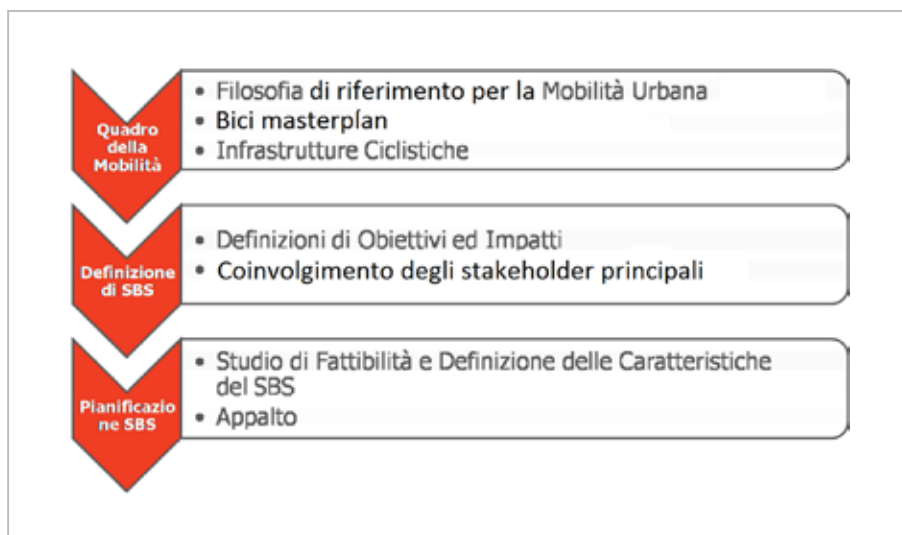 Quadro
della
Mobilità
• Filosofia di riferimento per la Mobilità Urbana
• Bici masterplan
• Infrastrutture Ciclistiche
Definizione
di SBS
• Definizioni di Obiettivi ed Impatti
• Coinvolgimento degli stakeholder principali
Pianificazio
ne SBS
• Studio di Fattibilità e Definizione delle Caratteristiche
del SBS
• Appalto